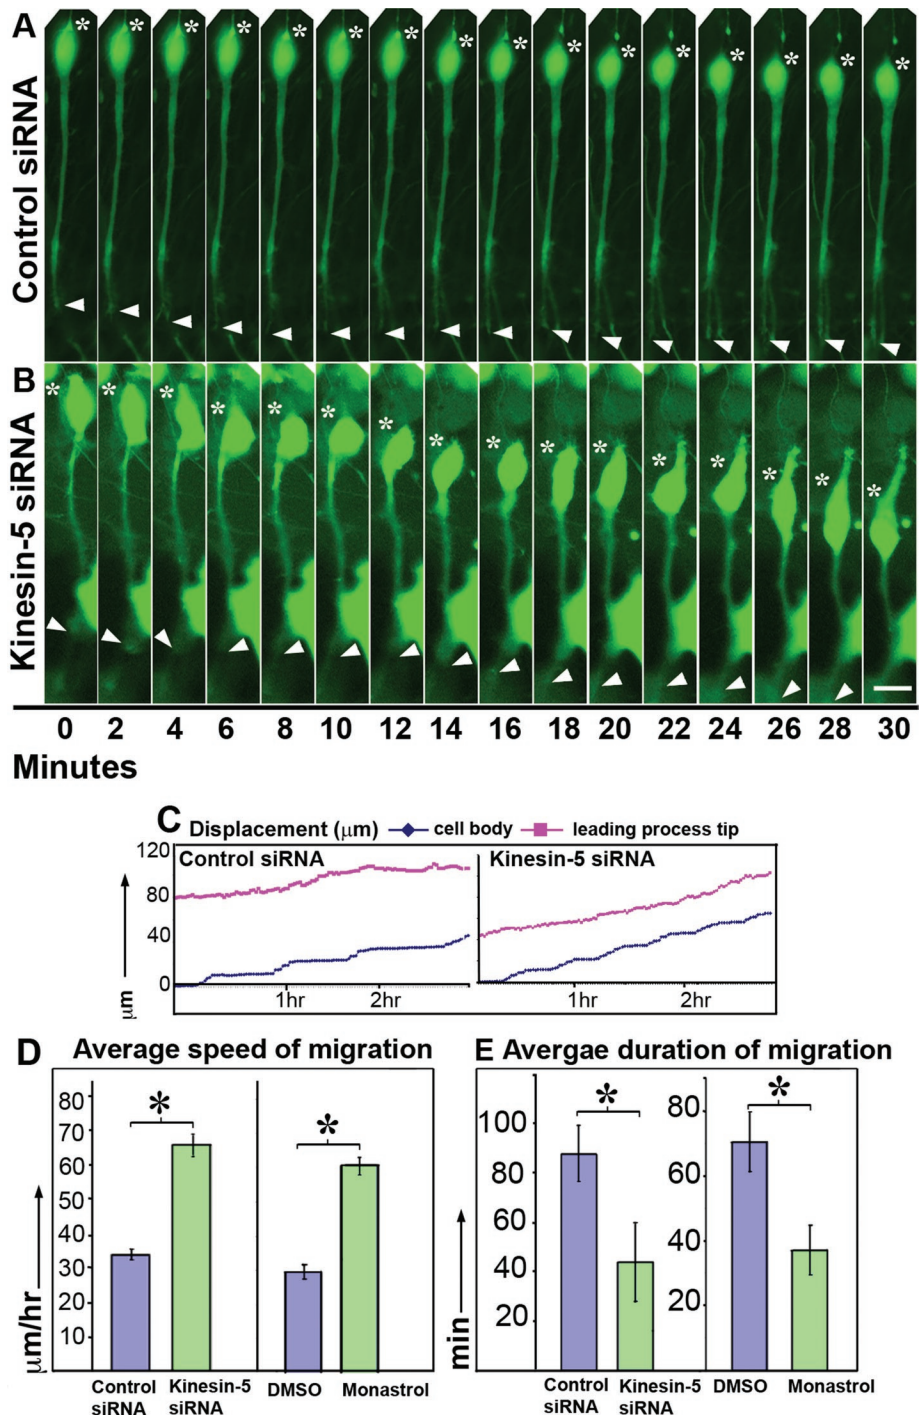 A
Control siRNA
* * * * * * * * * * * * * * * *
B
Kinesin-5 siRNA
* * * * * * * * * * * * * * * *
0 2 4 6 8 10 12 14 16 18 20 22 24 26 28 30
Minutes
C Displacement (μm) cell body leading process tip
Control siRNA Kinesin-5 siRNA
120
80
40
0
μm
1hr 2hr 1hr 2hr
D Average speed of migration
80
70
60
50
40
30
20
10
μm/hr
* *
Control siRNA
Kinesin-5 siRNA
DMSO
Monastrol
E Avergae duration of migration
100
80
60
40
20
min
80
60
40
20
* *
Control siRNA
Kinesin-5 siRNA
DMSO
Monastrol